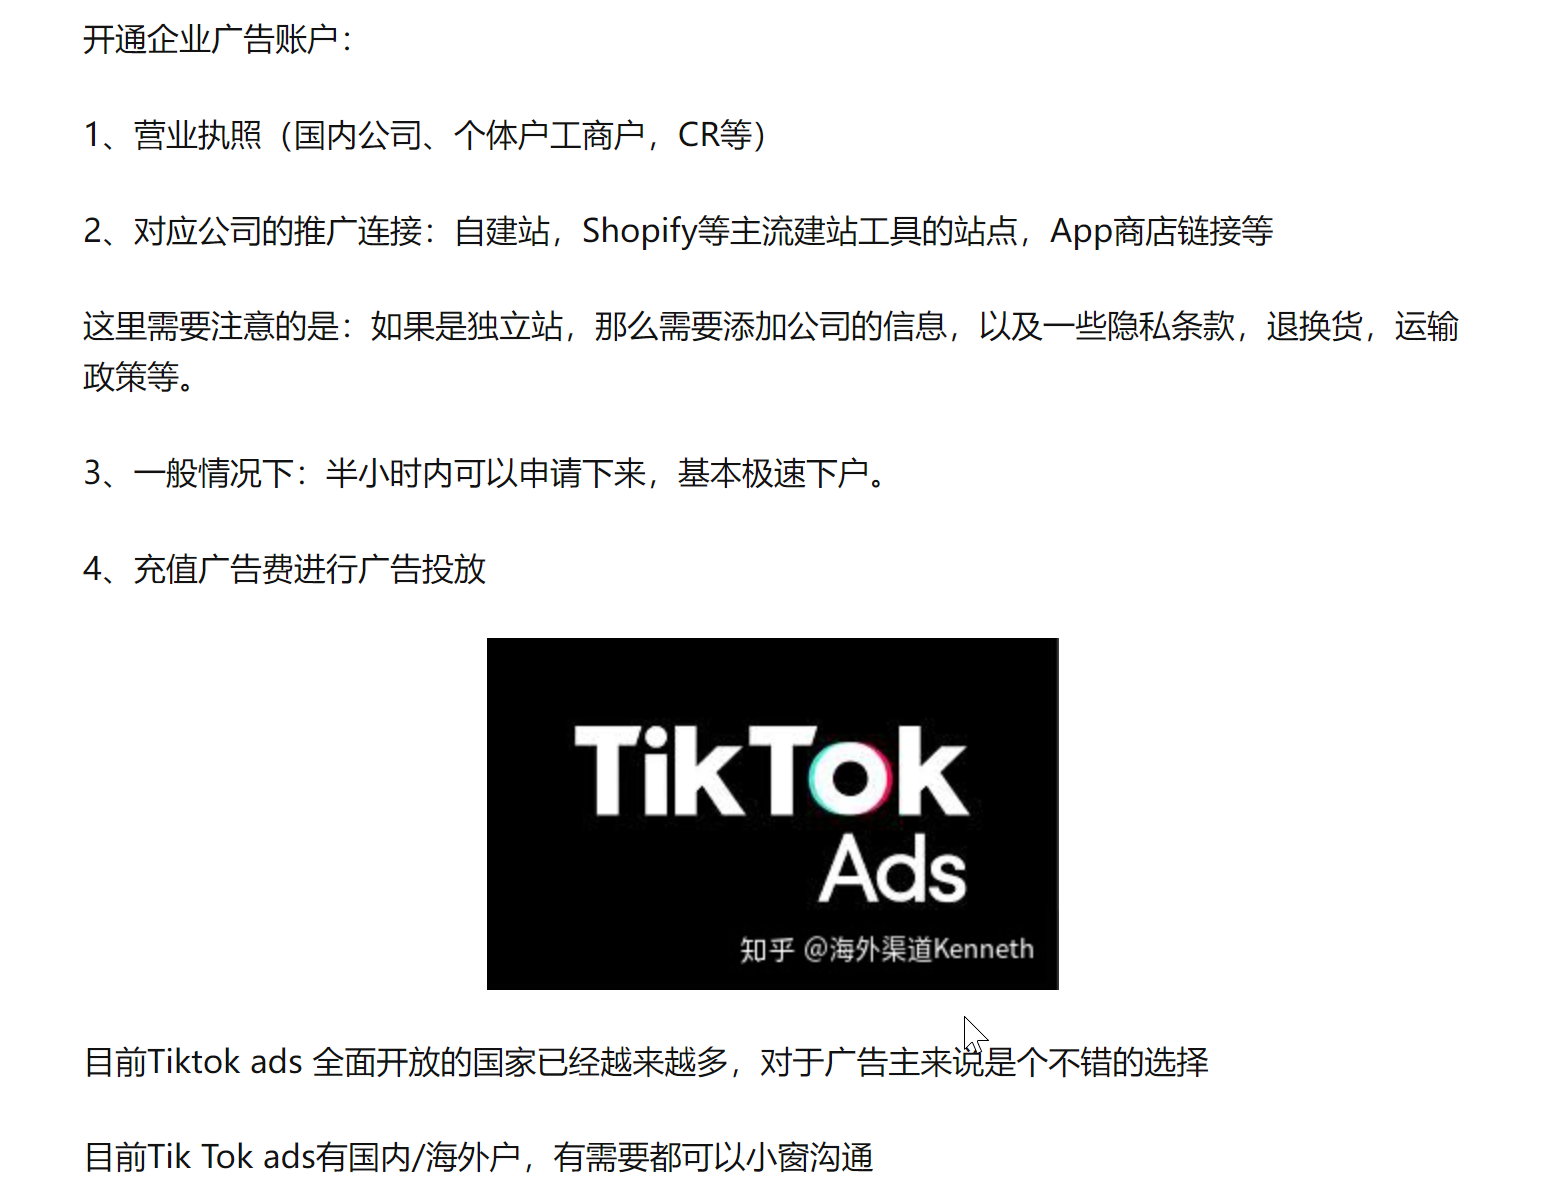 开通企业广告账户：
1、营业执照（国内公司、个体户工商户，CR等）
2、对应公司的推广连接：自建站，Shopify等主流建站工具的站点，App商店链接等
这里需要注意的是：如果是独立站，那么需要添加公司的信息，以及一些隐私条款，退换货，运输
政策等。
3、一般情况下：半小时内可以申请下来，基本极速下户。
4、充值广告费进行广告投放
TikTok
Ads
知乎 @海外渠道Kenneth
目前Tiktok ads 全面开放的国家已经越来越多，对于广告主来说是个不错的选择
目前Tik Tok ads有国内/海外户，有需要都可以小窗沟通